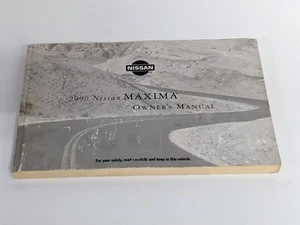 NISSAN
2000 Nissan MAXIMA
OWNER'S MANUAL
For your safety, read carefully and keep in this vehicle.